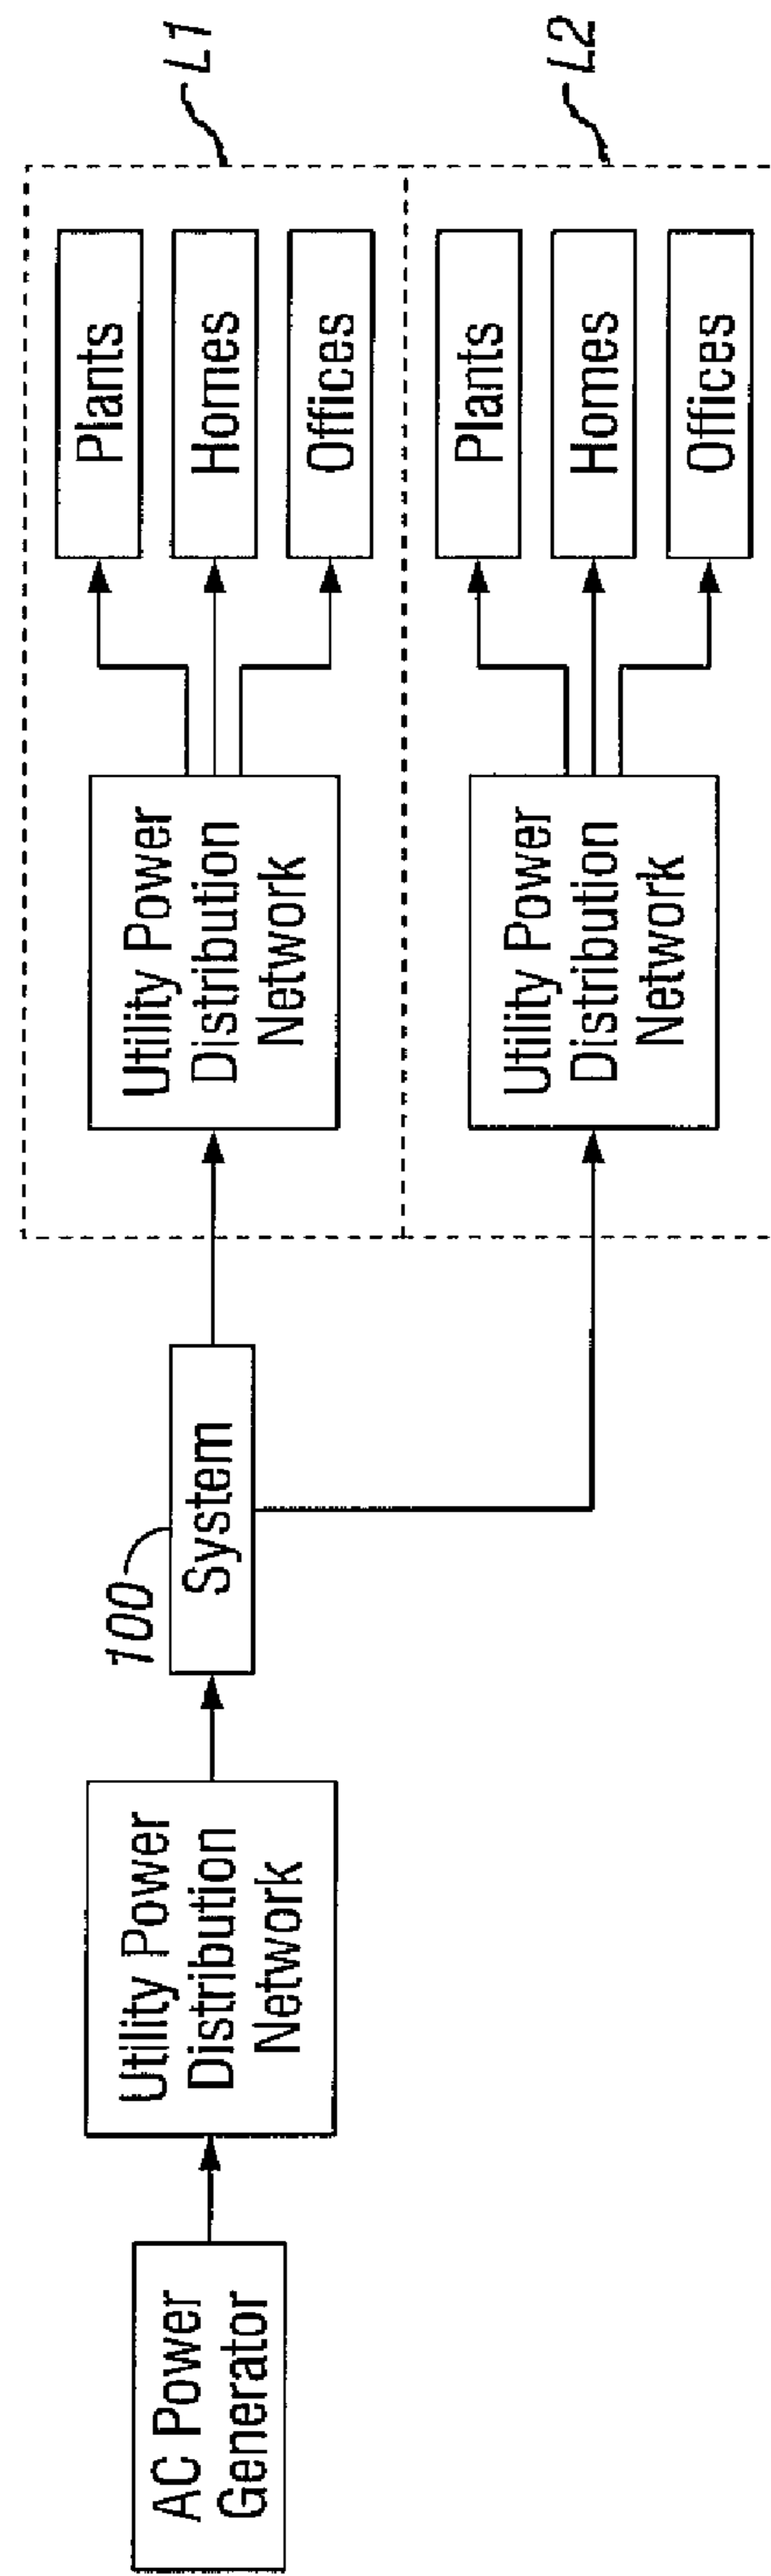 AC Power
Generator
Utility Power
Distribution
Network
100
System
Utility Power
Distribution
Network
Plants
Homes
Offices
L1
Utility Power
Distribution
Network
Plants
Homes
Offices
L2